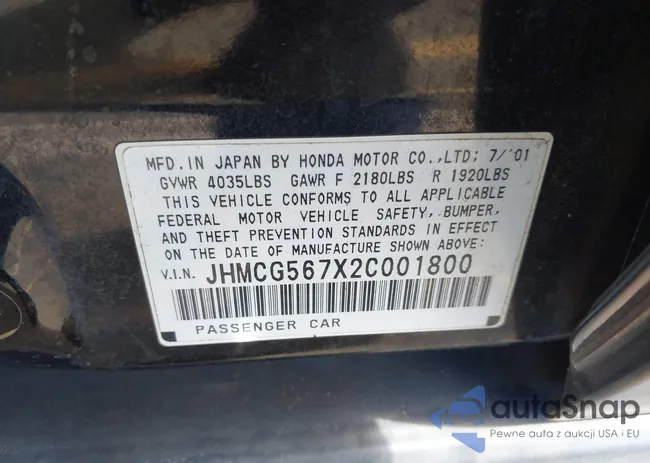 MFD. IN JAPAN BY HONDA MOTOR CO.,LTD; 7/'01
GVWR 4035LBS GAWR F 2180LBS R 1920LBS
THIS VEHICLE CONFORMS TO ALL APPLICABLE
FEDERAL MOTOR VEHICLE SAFETY, BUMPER,
AND THEFT PREVENTION STANDARDS IN EFFECT
ON THE DATE OF MANUFACTURE SHOWN ABOVE:
V.I.N. JHMCG567X2C001800
PASSENGER CAR
autaSnap
Pewne auta z aukcji USA i EU